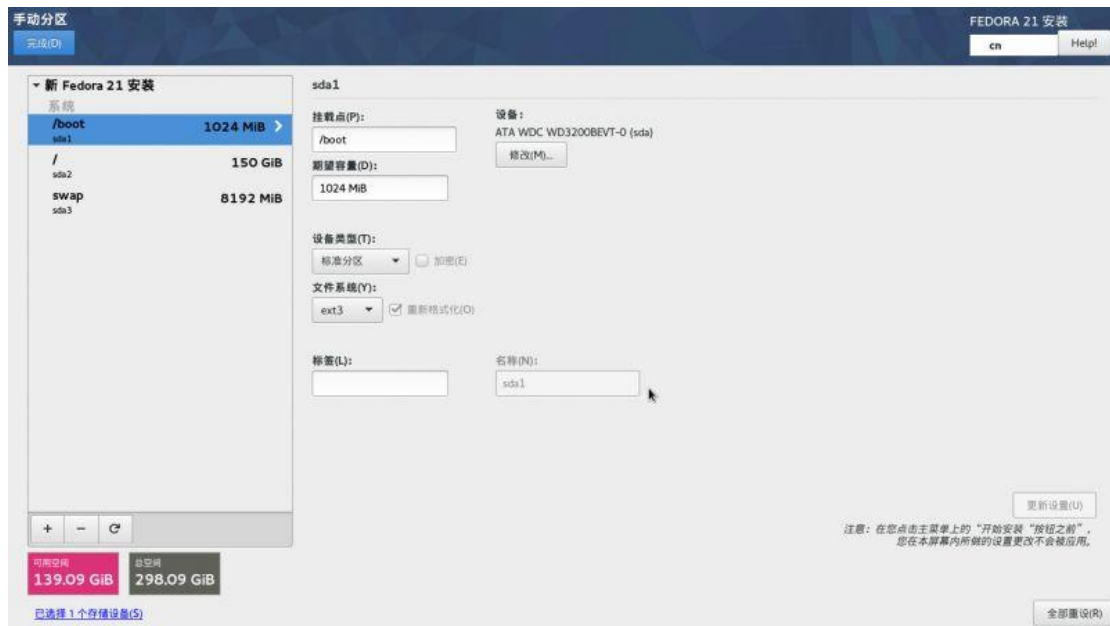 手动分区
完成(D)
FEDORA 21 安装
cn
Help!
新 Fedora 21 安装
系统
/boot
1024 MiB
sda1
/
150 GiB
sda2
swap
8192 MiB
sda3
+ −
可用空间
139.09 GiB
总空间
298.09 GiB
已选择 1 个存储设备(S)
sda1
挂载点(P):
/boot
期望容量(D):
1024 MiB
设备:
ATA WDC WD3200BEVT-0 (sda)
修改(M)...
设备类型(T):
标准分区
加密(E)
文件系统(Y):
ext3
重新格式化(O)
标签(L):
名称(N):
sda1
更新设置(U)
注意: 在您点击主菜单上的 "开始安装 "按钮之前",
您在本屏幕内所做的设置更改不会被应用。
全部重设(R)